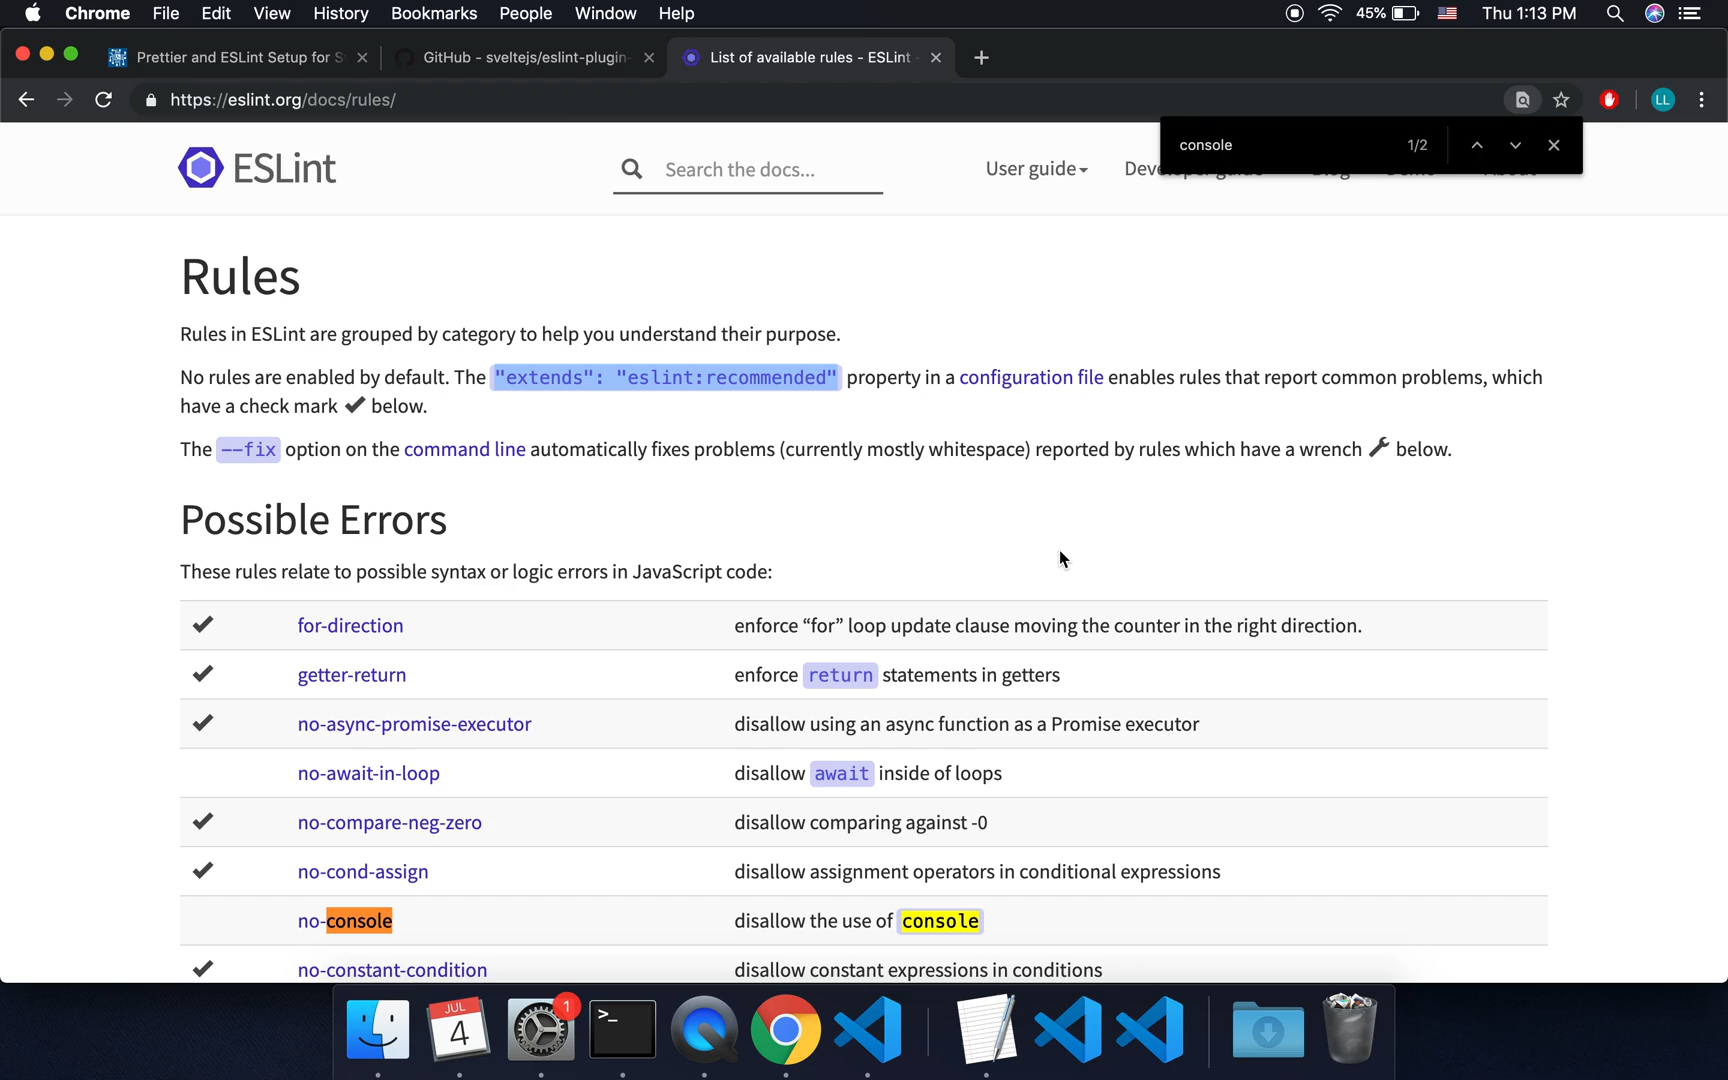 Chrome File Edit View History Bookmarks People Window Help 45% Thu 1:13 PM
Prettier and ESLint Setup for S GitHub - sveltejs/eslint-plugin- List of available rules - ESLint -
https://eslint.org/docs/rules/ LL
console 1/2
ESLint Search the docs... User guide
Rules
Rules in ESLint are grouped by category to help you understand their purpose.
No rules are enabled by default. The "extends": "eslint:recommended" property in a configuration file enables rules that report common problems, which
have a check mark ✔ below.
The --fix option on the command line automatically fixes problems (currently mostly whitespace) reported by rules which have a wrench below.
Possible Errors
These rules relate to possible syntax or logic errors in JavaScript code:
✔ for-direction enforce “for” loop update clause moving the counter in the right direction.
✔ getter-return enforce return statements in getters
✔ no-async-promise-executor disallow using an async function as a Promise executor
no-await-in-loop disallow await inside of loops
✔ no-compare-neg-zero disallow comparing against -0
✔ no-cond-assign disallow assignment operators in conditional expressions
no-console disallow the use of console
✔ no-constant-condition disallow constant expressions in conditions
JUL
4
1
>_